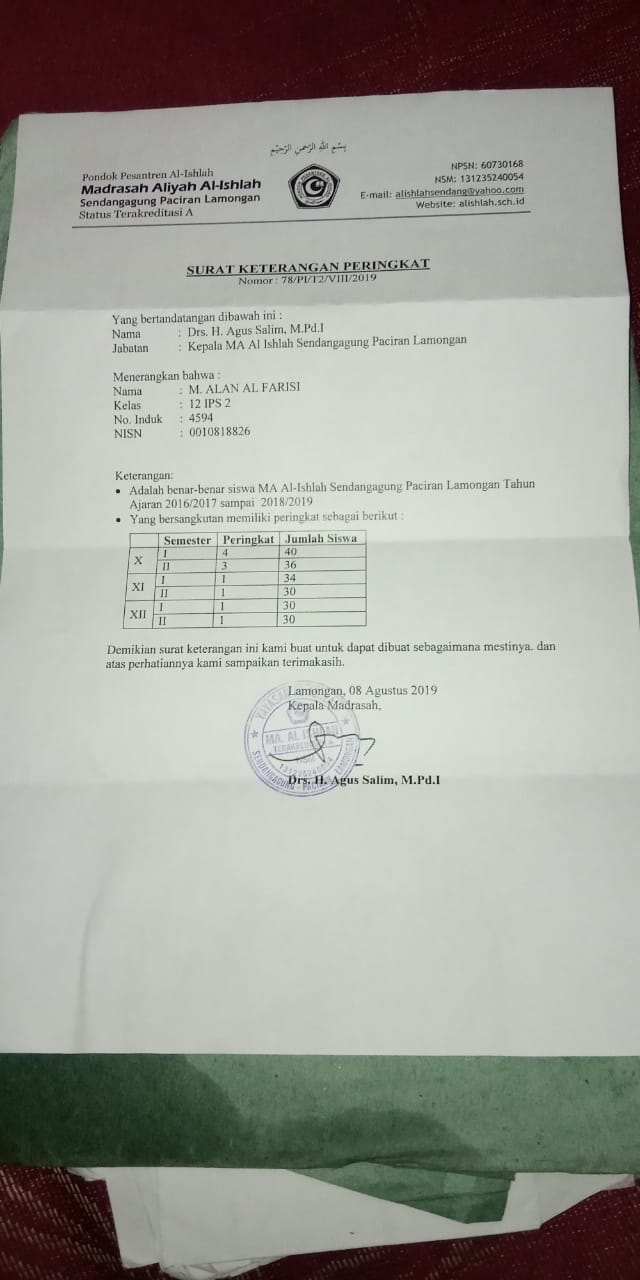 بِسْمِ اللهِ الرَّحْمنِ الرَّحِيْمِ
Pondok Pesantren Al-Ishlah
Madrasah Aliyah Al-Ishlah
Sendangagung Paciran Lamongan
Status Terakreditasi A
NPSN: 60730168
NSM: 131235240054
E-mail: alishlahsendang@yahoo.com
Website: alishlah.sch.id
SURAT KETERANGAN PERINGKAT
Nomor : 78/PI/T2/VIII/2019
Yang bertandatangan dibawah ini :
Nama : Drs. H. Agus Salim, M.Pd.I
Jabatan : Kepala MA Al Ishlah Sendangagung Paciran Lamongan
Menerangkan bahwa :
Nama : M. ALAN AL FARISI
Kelas : 12 IPS 2
No. Induk : 4594
NISN : 0010818826
Keterangan:
• Adalah benar-benar siswa MA Al-Ishlah Sendangagung Paciran Lamongan Tahun
Ajaran 2016/2017 sampai 2018/2019
• Yang bersangkutan memiliki peringkat sebagai berikut :
Semester Peringkat Jumlah Siswa
X I 4 40
II 3 36
XI I 1 34
II 1 30
XII I 1 30
II 1 30
Demikian surat keterangan ini kami buat untuk dapat dibuat sebagaimana mestinya. dan
atas perhatiannya kami sampaikan terimakasih.
Lamongan, 08 Agustus 2019
Kepala Madrasah,
MA. AL ISHLAH
SENDANGAGUNG - PACIRAN LAMONGAN
Drs. H. Agus Salim, M.Pd.I